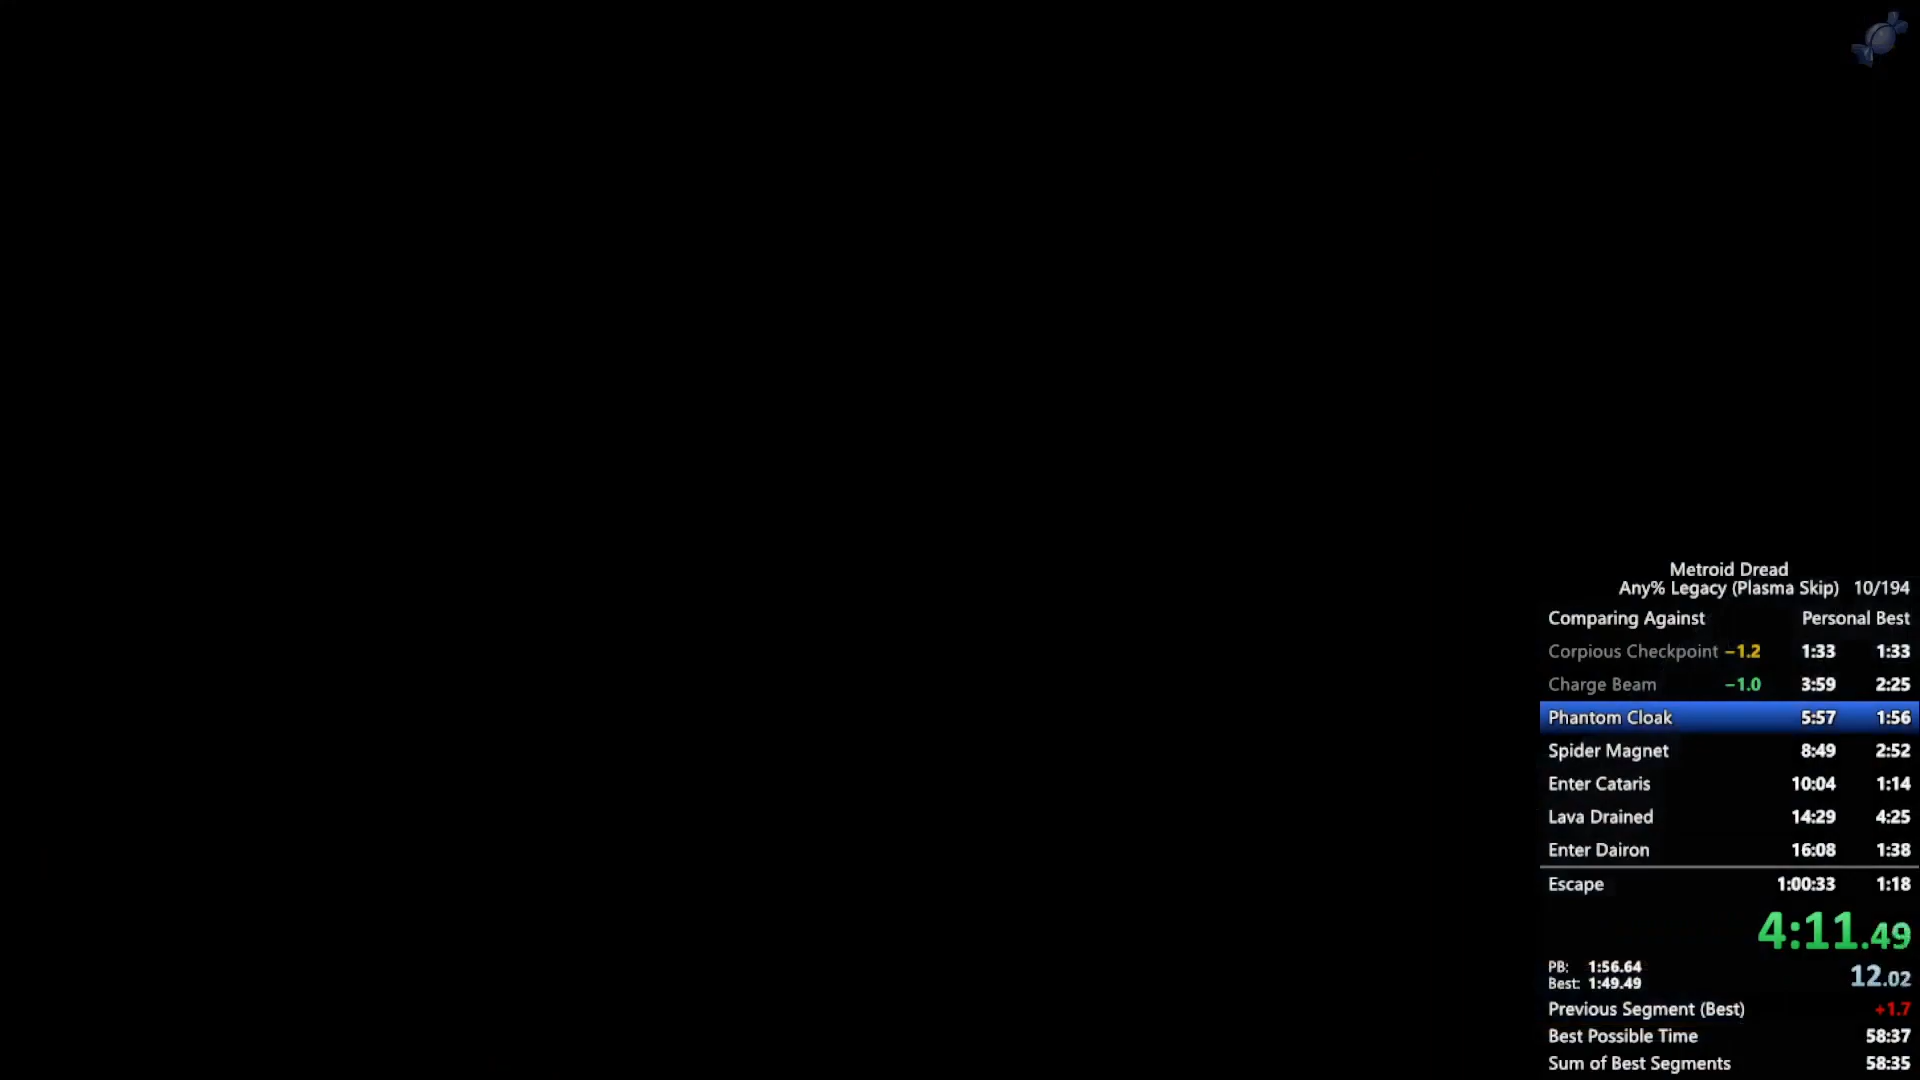 Metroid Dread
Any% Legacy (Plasma Skip) 10/194
Comparing Against Personal Best
Corpious Checkpoint −1.2 1:33 1:33
Charge Beam −1.0 3:59 2:25
Phantom Cloak 5:57 1:56
Spider Magnet 8:49 2:52
Enter Cataris 10:04 1:14
Lava Drained 14:29 4:25
Enter Dairon 16:08 1:38
Escape 1:00:33 1:18
4:11.49
PB: 1:56.64
Best: 1:49.49
12.02
Previous Segment (Best) +1.7
Best Possible Time 58:37
Sum of Best Segments 58:35